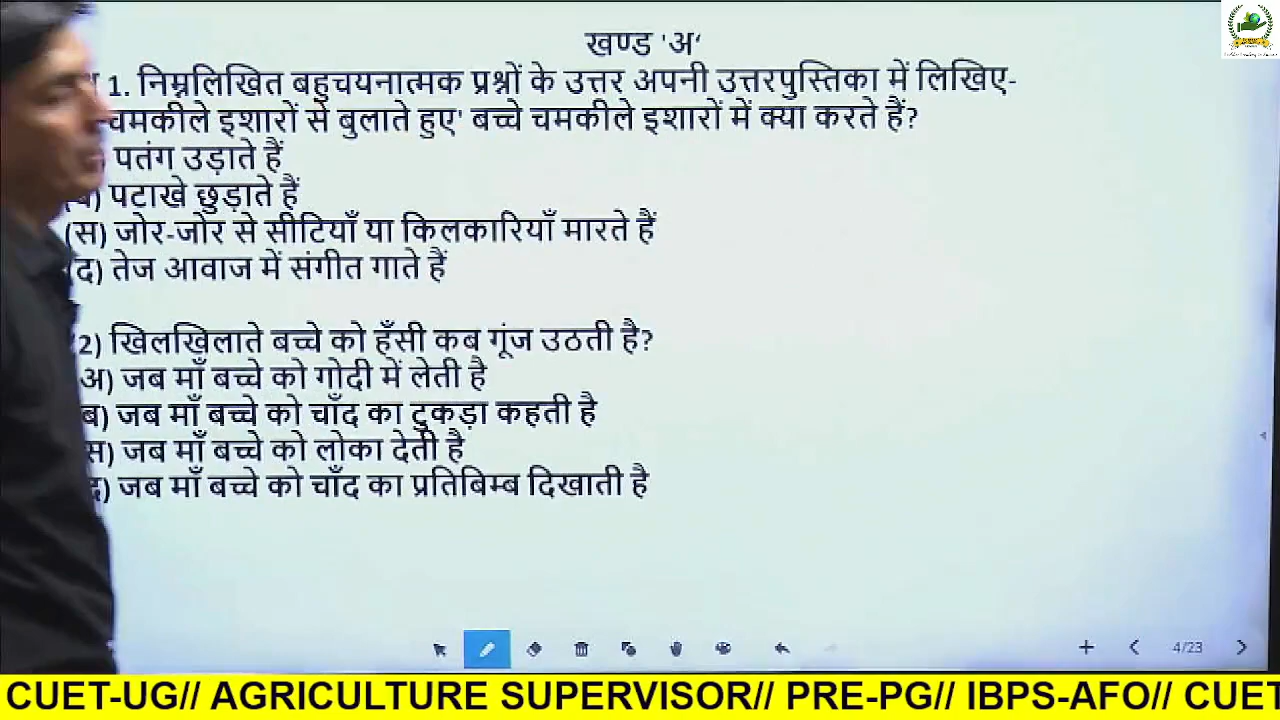 खण्ड 'अ‘
1. निम्नलिखित बहुचयनात्मक प्रश्नों के उत्तर अपनी उत्तरपुस्तिका में लिखिए-
चमकीले इशारों से बुलाते हुए' बच्चे चमकीले इशारों में क्या करते हैं?
पतंग उड़ाते हैं
(ब) पटाखे छुड़ाते हैं
(स) जोर-जोर से सीटियाँ या किलकारियाँ मारते हैं
(द) तेज आवाज में संगीत गाते हैं
2) खिलखिलाते बच्चे को हँसी कब गूंज उठती है?
अ) जब माँ बच्चे को गोदी में लेती है
ब) जब माँ बच्चे को चाँद का टुकड़ा कहती है
स) जब माँ बच्चे को लोका देती है
द) जब माँ बच्चे को चाँद का प्रतिबिम्ब दिखाती है
4/23
CUET-UG// AGRICULTURE SUPERVISOR// PRE-PG// IBPS-AFO// CUET